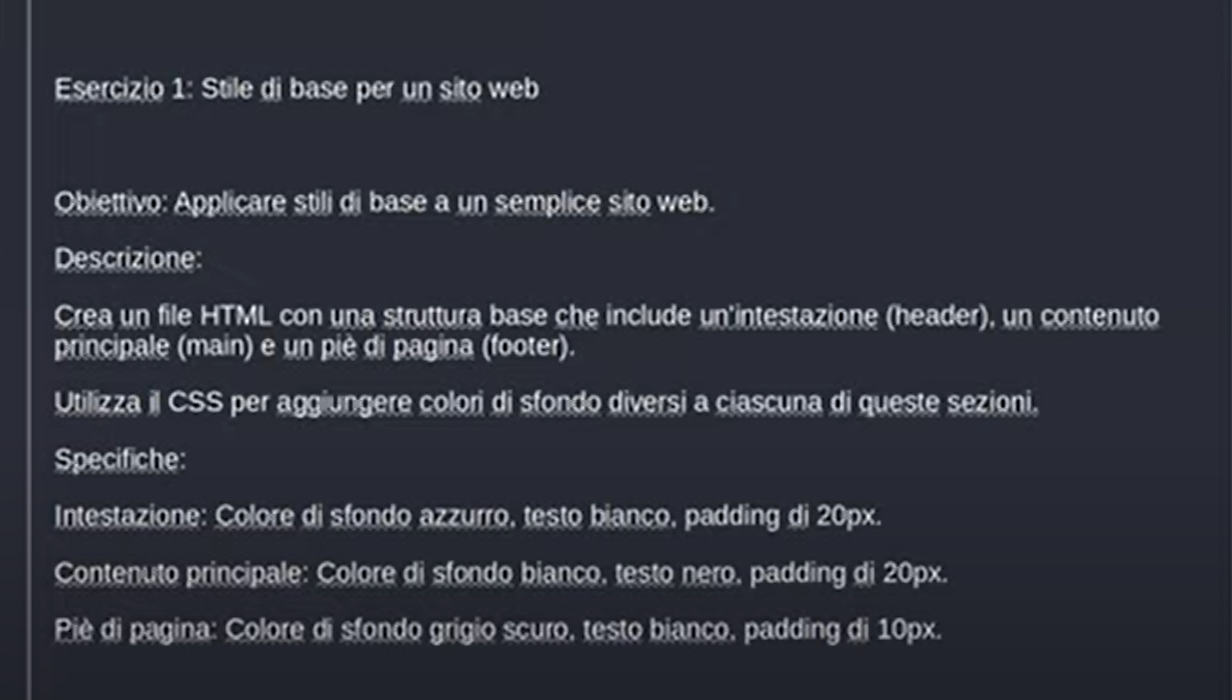 Esercizio 1: Stile di base per un sito web
Obiettivo: Applicare stili di base a un semplice sito web.
Descrizione:
Crea un file HTML con una struttura base che include un'intestazione (header), un contenuto
principale (main) e un piè di pagina (footer).
Utilizza il CSS per aggiungere colori di sfondo diversi a ciascuna di queste sezioni.
Specifiche:
Intestazione: Colore di sfondo azzurro, testo bianco, padding di 20px.
Contenuto principale: Colore di sfondo bianco, testo nero, padding di 20px.
Piè di pagina: Colore di sfondo grigio scuro, testo bianco, padding di 10px.